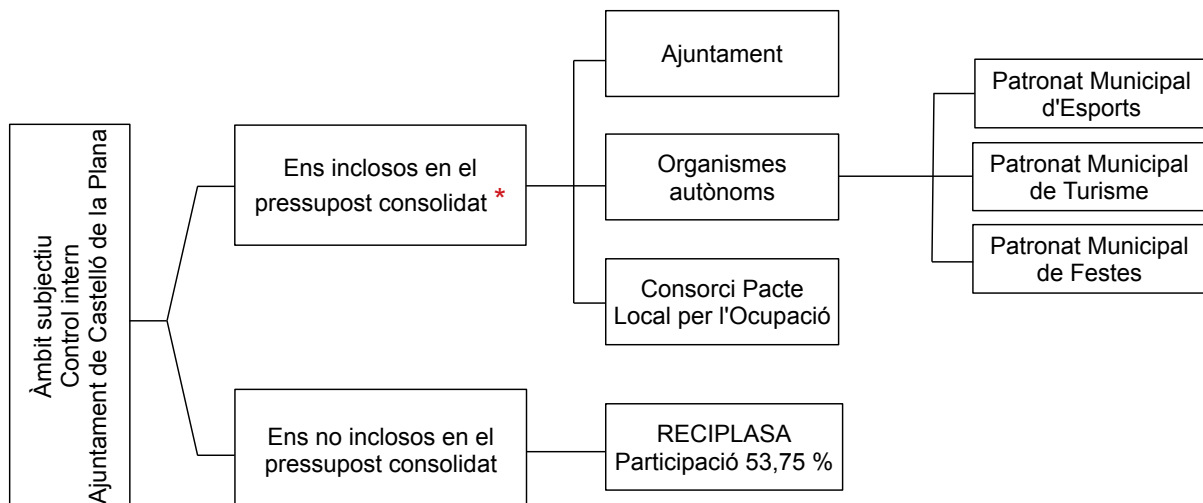 Àmbit subjectiu
Control intern
Ajuntament de Castelló de la Plana
Ens inclosos en el
pressupost consolidat *
Ajuntament
Organismes
autònoms
Patronat Municipal
d'Esports
Patronat Municipal
de Turisme
Patronat Municipal
de Festes
Consorci Pacte
Local per l'Ocupació
Ens no inclosos en el
pressupost consolidat
RECIPLASA
Participació 53,75 %